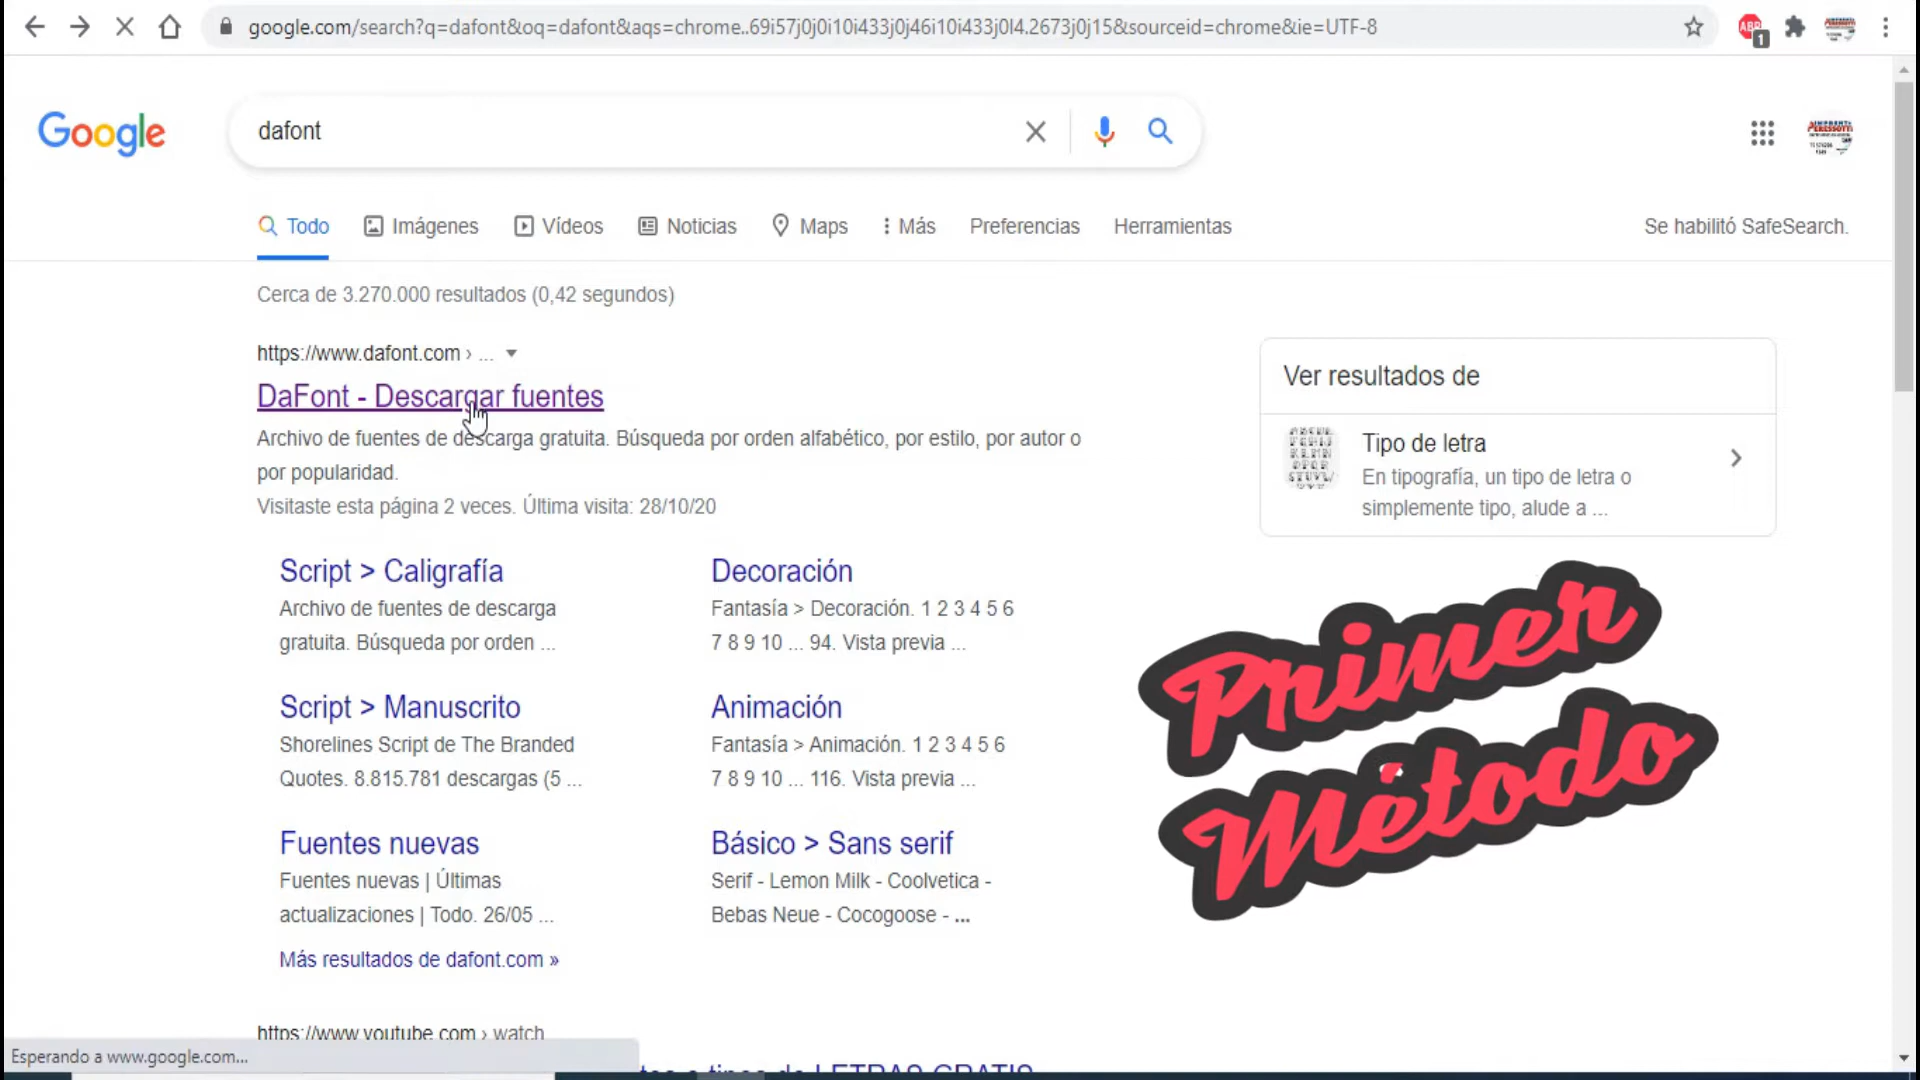 google.com/search?q=dafont&oq=dafont&aqs=chrome..69i57j0j0i10i433j0j46i10i433j0l4.2673j0j15&sourceid=chrome&ie=UTF-8
ABP
1
Google
dafont
Todo
Imágenes
Vídeos
Noticias
Maps
Más
Preferencias
Herramientas
Se habilitó SafeSearch.
Cerca de 3.270.000 resultados (0,42 segundos)
https://www.dafont.com › ...
DaFont - Descargar fuentes
Archivo de fuentes de descarga gratuita. Búsqueda por orden alfabético, por estilo, por autor o
por popularidad.
Visitaste esta página 2 veces. Última visita: 28/10/20
Script > Caligrafía
Archivo de fuentes de descarga
gratuita. Búsqueda por orden ...
Decoración
Fantasía > Decoración. 1 2 3 4 5 6
7 8 9 10 ... 94. Vista previa ...
Script > Manuscrito
Shorelines Script de The Branded
Quotes. 8.815.781 descargas (5 ...
Animación
Fantasía > Animación. 1 2 3 4 5 6
7 8 9 10 ... 116. Vista previa ...
Fuentes nuevas
Fuentes nuevas | Últimas
actualizaciones | Todo. 26/05 ...
Básico > Sans serif
Serif - Lemon Milk - Coolvetica -
Bebas Neue - Cocogoose - ...
Más resultados de dafont.com »
https://www.youtube.com › watch
Ver resultados de
Tipo de letra
En tipografía, un tipo de letra o
simplemente tipo, alude a ...
Primer
Método
Esperando a www.google.com...
tipos de LETRAS GRATIS